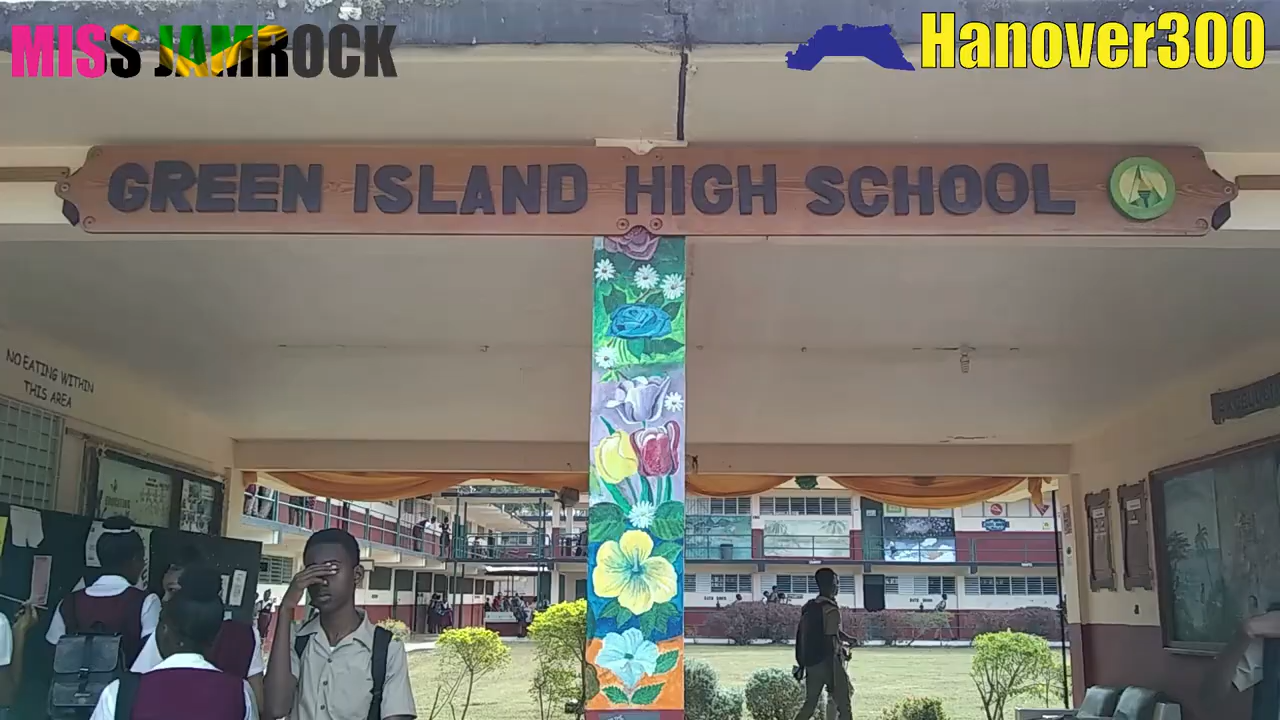 MISS JAMROCK
Hanover300
GREEN ISLAND HIGH SCHOOL
NO EATING WITHIN
THIS AREA